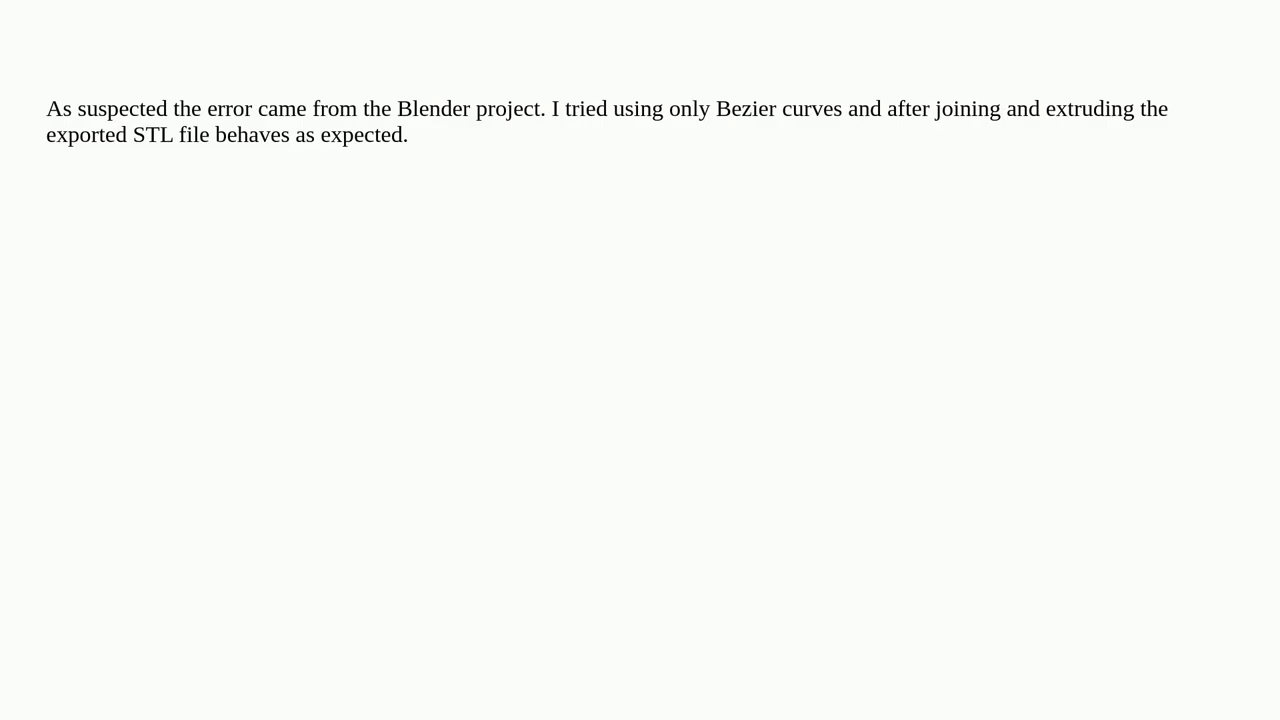 As suspected the error came from the Blender project. I tried using only Bezier curves and after joining and extruding the
exported STL file behaves as expected.